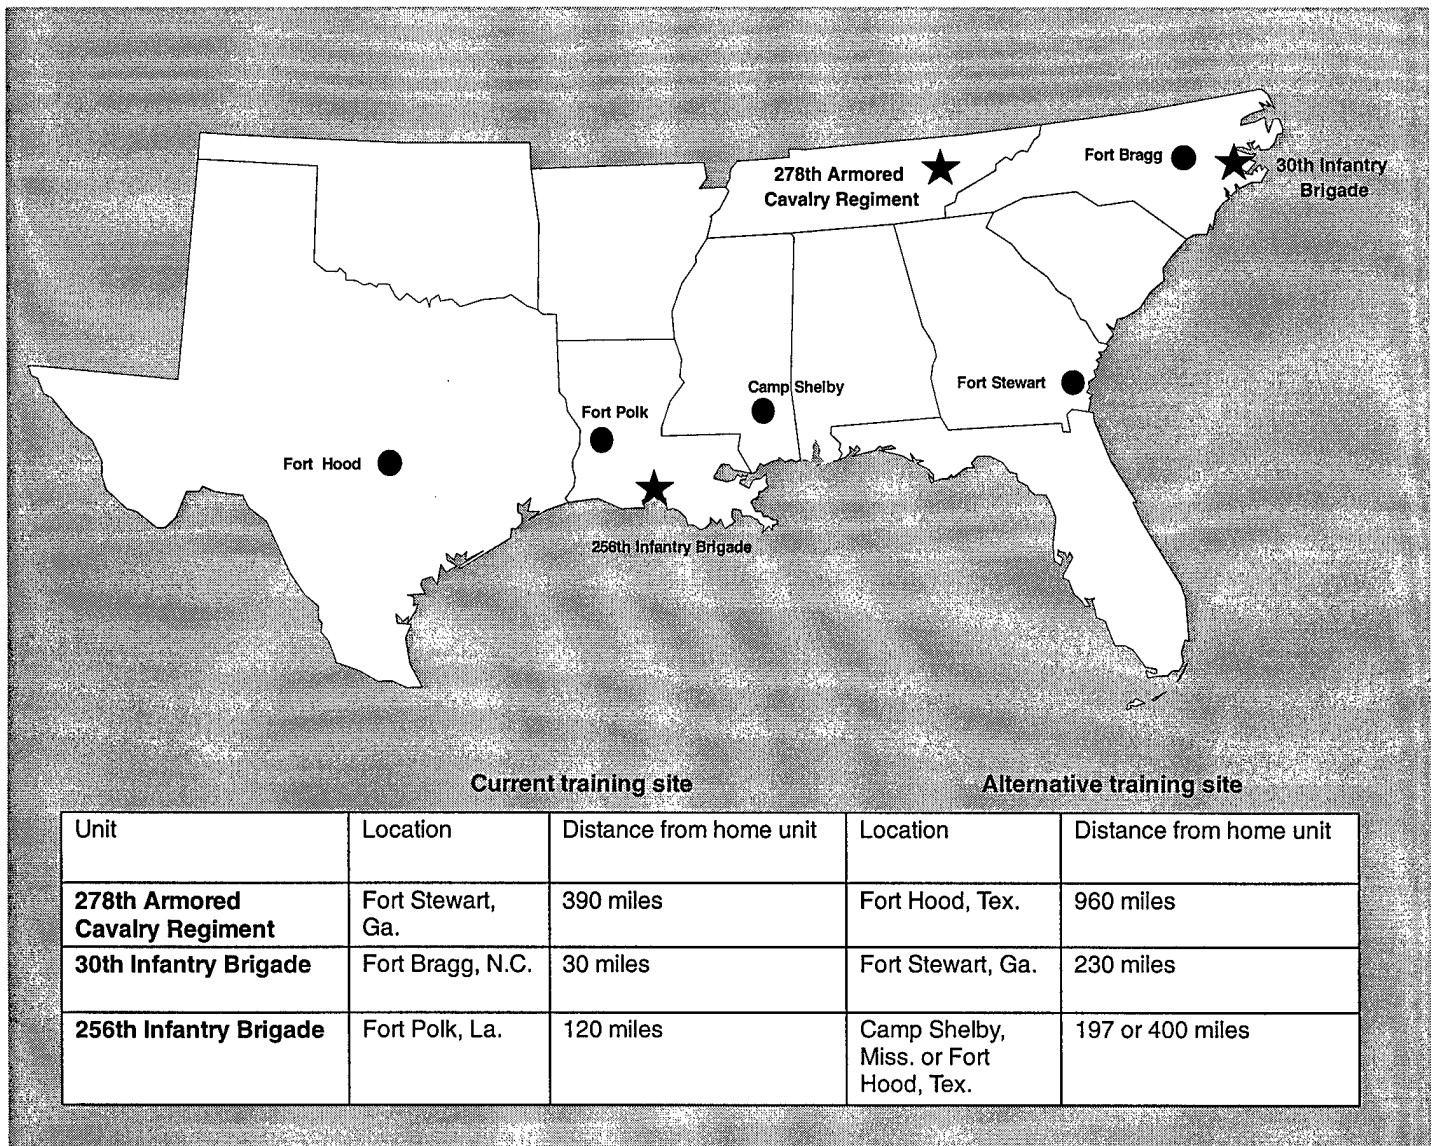 278th Armored
Cavalry Regiment
Fort Bragg
30th Infantry
Brigade
Camp Shelby
Fort Stewart
Fort Polk
Fort Hood
256th Infantry Brigade
Current training site
Alternative training site
Unit
Location
Distance from home unit
Location
Distance from home unit
278th Armored
Cavalry Regiment
Fort Stewart,
Ga.
390 miles
Fort Hood, Tex.
960 miles
30th Infantry Brigade
Fort Bragg, N.C.
30 miles
Fort Stewart, Ga.
230 miles
256th Infantry Brigade
Fort Polk, La.
120 miles
Camp Shelby,
Miss. or Fort
Hood, Tex.
197 or 400 miles